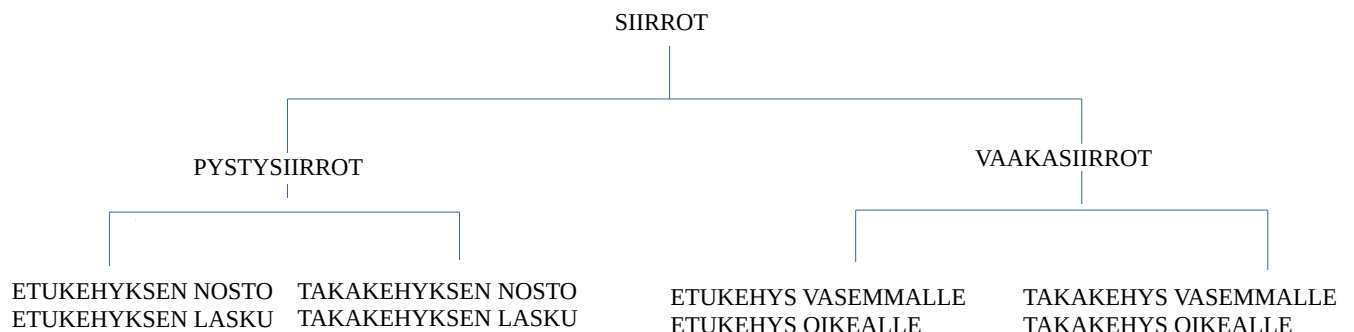 SIIRROT
PYSTYSIIRROT
VAAKASIIRROT
ETUKEHYKSEN NOSTO
ETUKEHYKSEN LASKU
TAKAKEHYKSEN NOSTO
TAKAKEHYKSEN LASKU
ETUKEHYS VASEMMALLE
ETUKEHYS OIKEALLE
TAKAKEHYS VASEMMALLE
TAKAKEHYS OIKEALLE